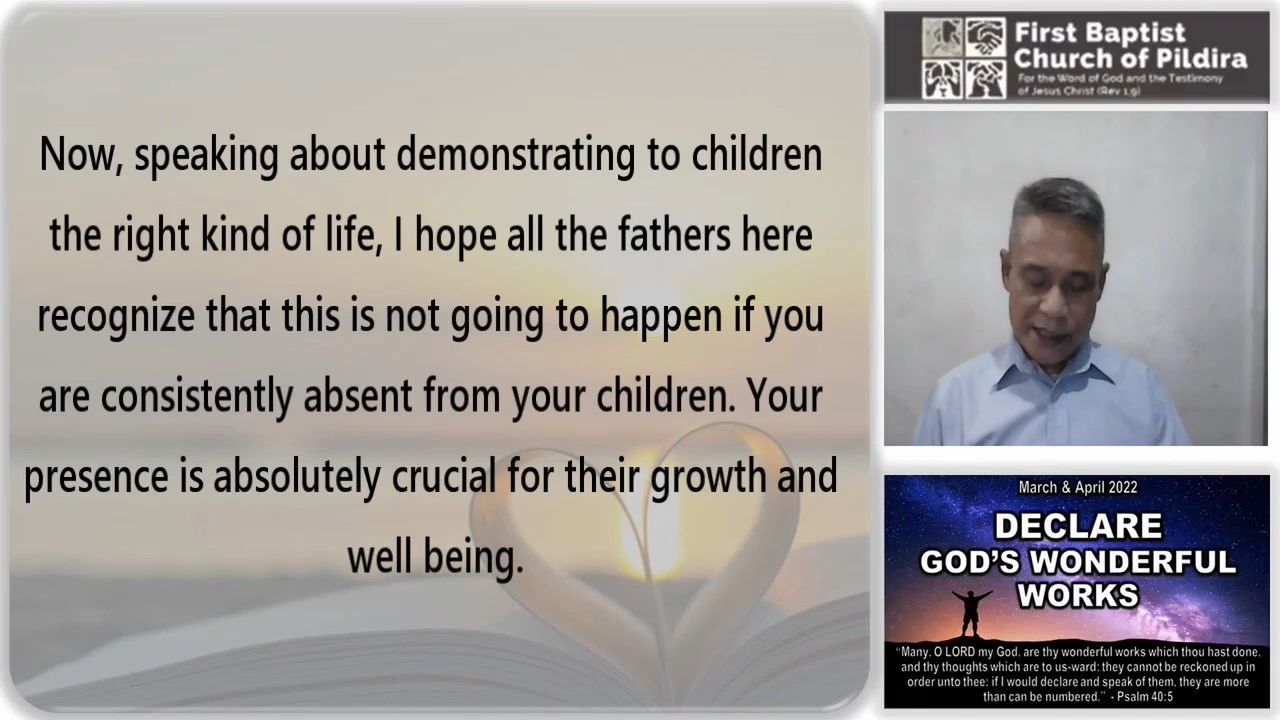 Now, speaking about demonstrating to children
the right kind of life, I hope all the fathers here
recognize that this is not going to happen if you
are consistently absent from your children. Your
presence is absolutely crucial for their growth and
well being.
First Baptist
Church of Pildira
For the Word of God and the Testimony
of Jesus Christ (Rev 1:9)
March & April 2022
DECLARE
GOD'S WONDERFUL
WORKS
“Many, O LORD my God, are thy wonderful works which thou hast done,
and thy thoughts which are to us-ward: they cannot be reckoned up in
order unto thee: if I would declare and speak of them, they are more
than can be numbered.” - Psalm 40:5